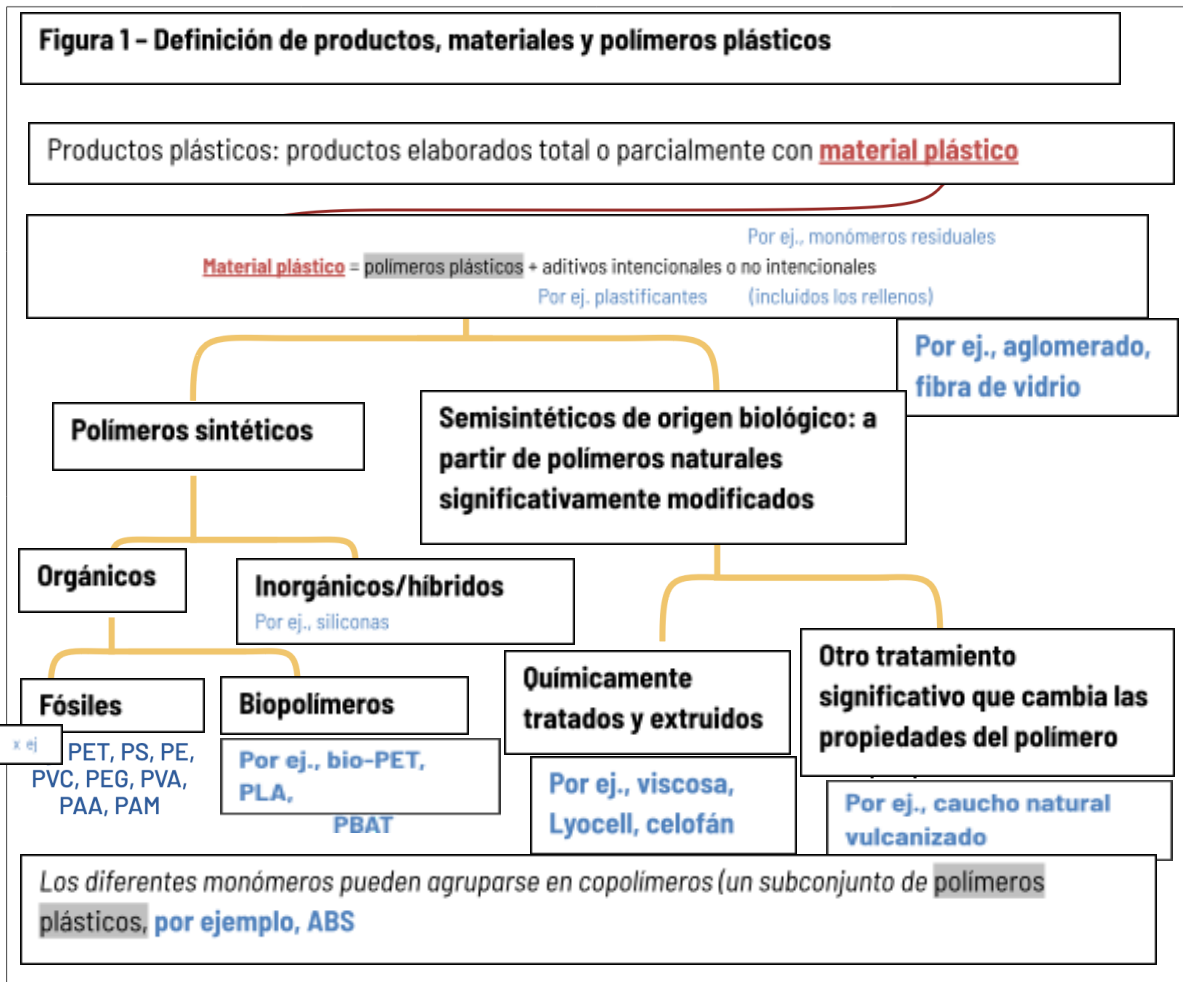 Figura 1 – Definición de productos, materiales y polímeros plásticos
Productos plásticos: productos elaborados total o parcialmente con material plástico
Por ej., monómeros residuales
Material plástico = polímeros plásticos + aditivos intencionales o no intencionales
Por ej. plastificantes (incluidos los rellenos)
Por ej., aglomerado,
fibra de vidrio
Polímeros sintéticos
Semisintéticos de origen biológico: a
partir de polímeros naturales
significativamente modificados
Orgánicos
Inorgánicos/híbridos
Por ej., siliconas
Fósiles
x ej
PET, PS, PE,
PVC, PEG, PVA,
PAA, PAM
Biopolímeros
Por ej., bio-PET,
PLA,
PBAT
Químicamente
tratados y extruidos
Por ej., viscosa,
Lyocell, celofán
Otro tratamiento
significativo que cambia las
propiedades del polímero
Por ej., caucho natural
vulcanizado
Los diferentes monómeros pueden agruparse en copolímeros (un subconjunto de polímeros
plásticos, por ejemplo, ABS